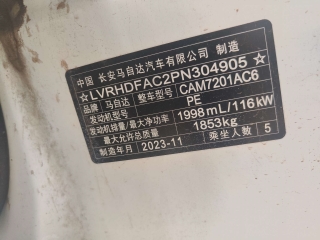 中国 长安马自达汽车有限公司 制造
★LVRHDFAC2PN304905★
品牌 马自达 整车型号 CAM7201AC6
发动机型号 PE
发动机排量/最大净功率 1998mL/116kW
最大允许总质量 1853kg
制造年月 2023-11 乘坐人数 5